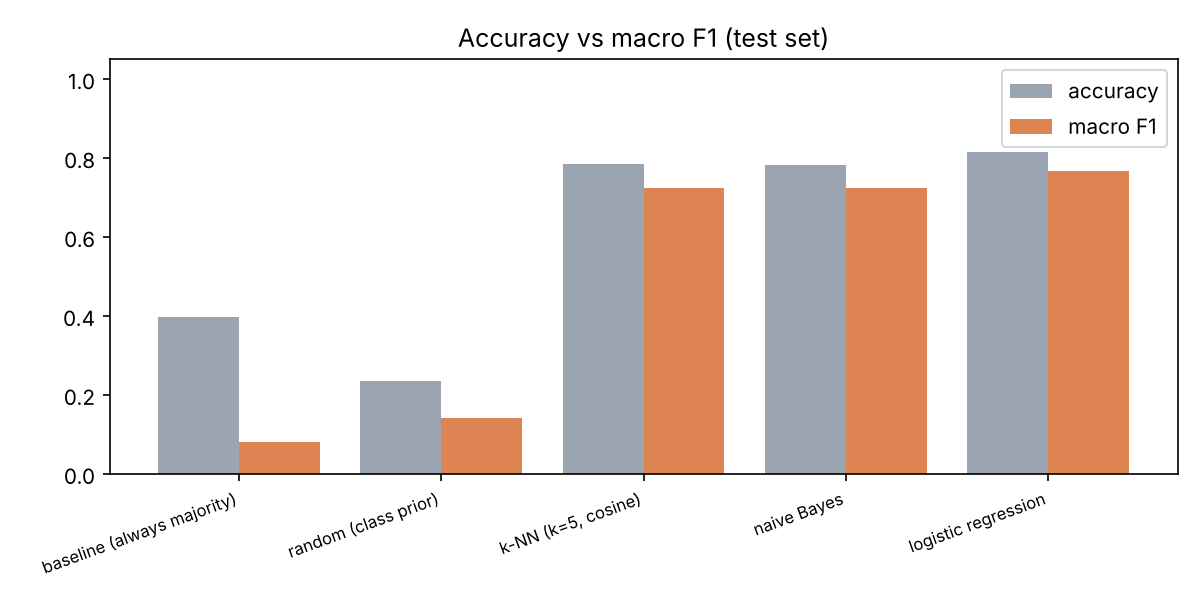 Accuracy vs macro F1 (test set)
accuracy
macro F1
1.0
0.8
0.6
0.4
0.2
0.0
baseline (always majority)
random (class prior)
k-NN (k=5, cosine)
naive Bayes
logistic regression